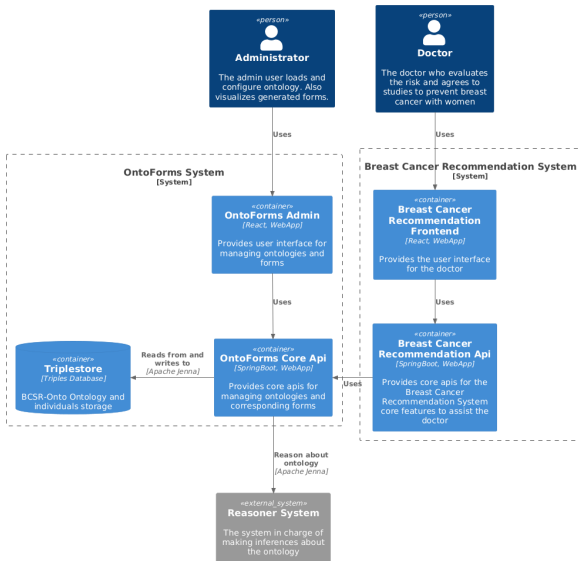 «person»
Administrator
The admin user loads and
configure ontology. Also
visualizes generated forms.
«person»
Doctor
The doctor who evaluates
the risk and agrees to
studies to prevent breast
cancer with women
Uses
Uses
OntoForms System
[System]
Breast Cancer Recommendation System
[System]
«container»
OntoForms Admin
[React, WebApp]
Provides user interface for
managing ontologies and
forms
«container»
Breast Cancer
Recommendation
Frontend
[React, WebApp]
Provides the user interface
for the doctor
Uses
Uses
«container»
Triplestore
[Triples Database]
BCSR-Onto Ontology and
individuals storage
Reads from and
writes to
[Apache Jenna]
«container»
OntoForms Core Api
[SpringBoot, WebApp]
Provides core apis for
managing ontologies and
corresponding forms
Uses
«container»
Breast Cancer
Recommendation Api
[SpringBoot, WebApp]
Provides core apis for the
Breast Cancer
Recommendation System
core features to assist the
doctor
Reason about
ontology
[Apache Jenna]
«external_system»
Reasoner System
The system in charge of
making inferences about
the ontology